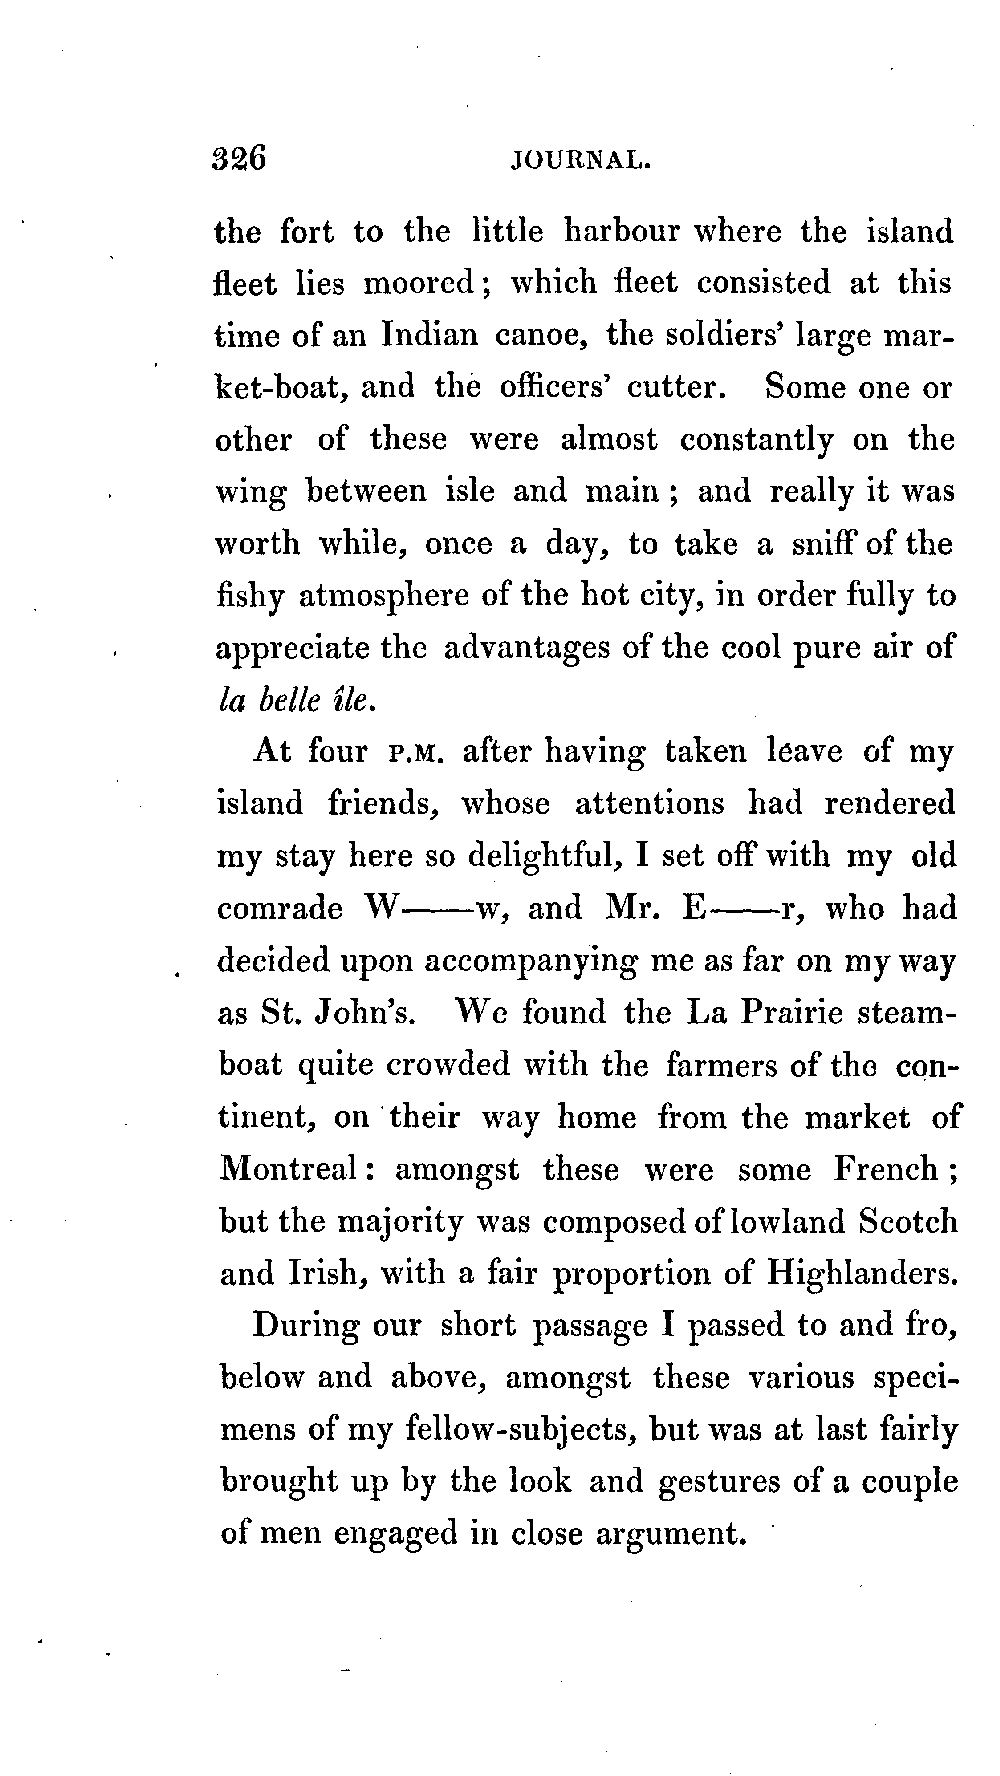 326 JOURNAL.
the fort to the little harbour where the island
fleet lies moored; which fleet consisted at this
time of an Indian canoe, the soldiers' large mar-
ket-boat, and the officers' cutter. Some one or
other of these were almost constantly on the
wing between isle and main; and really it was
worth while, once a day, to take a sniff of the
fishy atmosphere of the hot city, in order fully to
appreciate the advantages of the cool pure air of
la belle île.
At four P.M. after having taken leave of my
island friends, whose attentions had rendered
my stay here so delightful, I set off with my old
comrade W——w, and Mr. E——r, who had
decided upon accompanying me as far on my way
as St. John's. We found the La Prairie steam-
boat quite crowded with the farmers of the con-
tinent, on their way home from the market of
Montreal: amongst these were some French;
but the majority was composed of lowland Scotch
and Irish, with a fair proportion of Highlanders.
During our short passage I passed to and fro,
below and above, amongst these various speci-
mens of my fellow-subjects, but was at last fairly
brought up by the look and gestures of a couple
of men engaged in close argument.